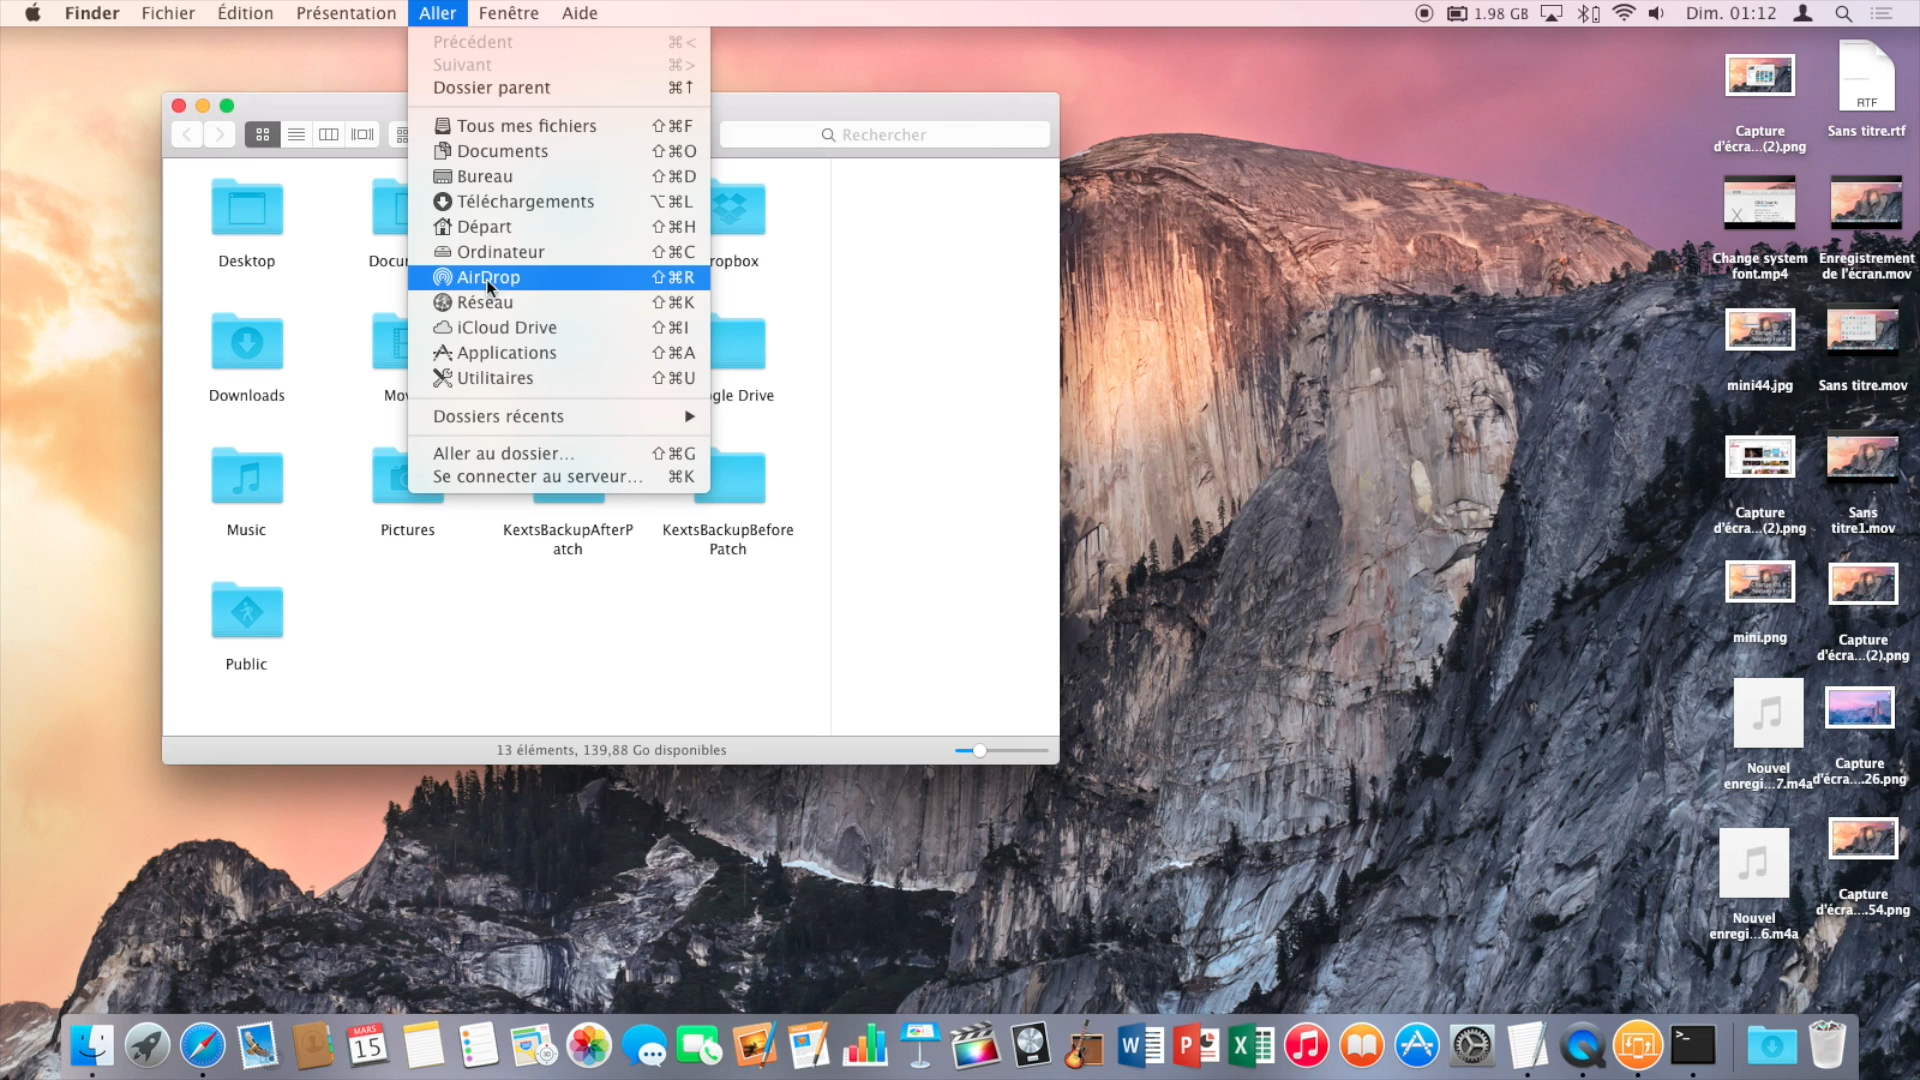 Finder Fichier Édition Présentation Aller Fenêtre Aide 1.98 GB Dim. 01:12
Précédent ⌘<
Suivant ⌘>
Dossier parent ⌘↑
Tous mes fichiers ⇧⌘F
Documents ⇧⌘O
Bureau ⇧⌘D
Téléchargements ⌥⌘L
Départ ⇧⌘H
Ordinateur ⇧⌘C
AirDrop ⇧⌘R
Réseau ⇧⌘K
iCloud Drive ⇧⌘I
Applications ⇧⌘A
Utilitaires ⇧⌘U
Dossiers récents
Aller au dossier... ⇧⌘G
Se connecter au serveur... ⌘K
Rechercher
Desktop
Docu
ropbox
Downloads
Mov
gle Drive
Music
Pictures
KextsBackupAfterP
atch
KextsBackupBefore
Patch
Public
13 éléments, 139,88 Go disponibles
Capture
d'écra...(2).png
RTF
Sans titre.rtf
Change system
font.mp4
Enregistrement
de l'écran.mov
mini44.jpg
Sans titre.mov
Capture
d'écra...(2).png
Sans
titre1.mov
mini.png
Capture
d'écra...(2).png
Nouvel
enregi...7.m4a
Capture
d'écra...26.png
Nouvel
enregi...6.m4a
Capture
d'écra...54.png
MARS
15
W
P
X